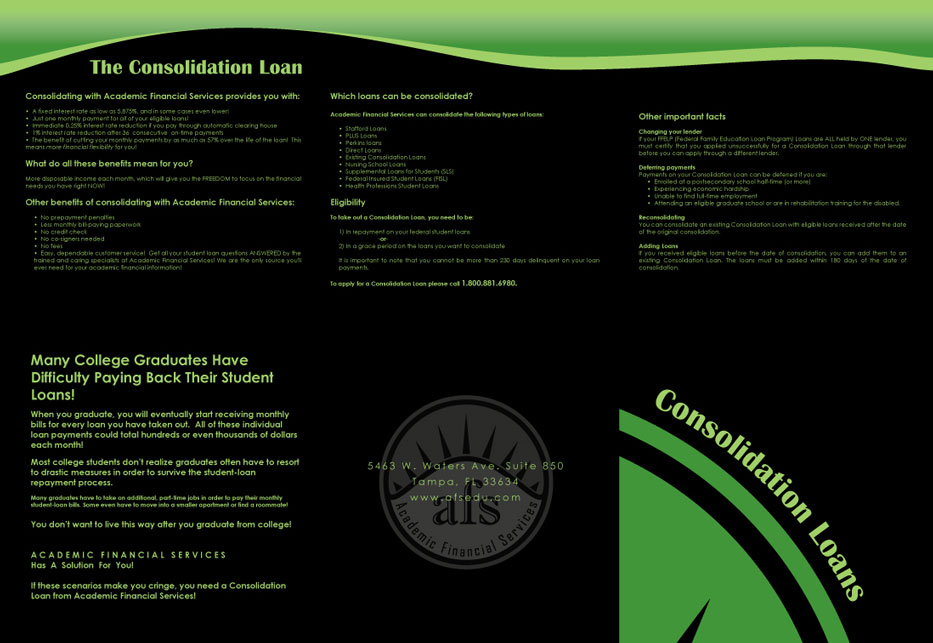 The Consolidation Loan
Consolidating with Academic Financial Services provides you with:
• A fixed interest rate as low as 5.875%, and in some cases even lower!
• Just one monthly payment for all of your eligible loans!
• Immediate 0.25% interest rate reduction if you pay through automatic clearing house
• 1% interest rate reduction after 36 consecutive on-time payments
• The benefit of cutting your monthly payments by as much as 57% over the life of the loan! This
means more financial flexibility for you!
What do all these benefits mean for you?
More disposable income each month, which will give you the FREEDOM to focus on the financial
needs you have right NOW!
Other benefits of consolidating with Academic Financial Services:
• No prepayment penalties
• Less monthly bill-paying paperwork
• No credit check
• No co-signers needed
• No fees
• Easy, dependable customer service! Get all your student loan questions ANSWERED by the
trained and caring specialists at Academic Financial Services! We are the only source you'll
ever need for your academic financial information!
Which loans can be consolidated?
Academic Financial Services can consolidate the following types of loans:
• Stafford Loans
• PLUS Loans
• Perkins loans
• Direct Loans
• Existing Consolidation Loans
• Nursing School Loans
• Supplemental Loans for Students (SLS)
• Federal Insured Student Loans (FISL)
• Health Professions Student Loans
Eligibility
To take out a Consolidation Loan, you need to be:
1) In repayment on your federal student loans
-or-
2) In a grace period on the loans you want to consolidate
It is important to note that you cannot be more than 230 days delinquent on your loan
payments.
To apply for a Consolidation Loan please call 1.800.881.6980.
Other important facts
Changing your lender
If your FFELP (Federal Family Education Loan Program) Loans are ALL held by ONE lender, you
must certify that you applied unsuccessfully for a Consolidation Loan through that lender
before you can apply through a different lender.
Deferring payments
Payments on your Consolidation Loan can be deferred if you are:
• Enrolled at a postsecondary school half-time (or more)
• Experiencing economic hardship
• Unable to find full-time employment
• Attending an eligible graduate school or are in rehabilitation training for the disabled.
Reconsolidating
You can consolidate an existing Consolidation Loan with eligible loans received after the date
of the original consolidation.
Adding Loans
If you received eligible loans before the date of consolidation, you can add them to an
existing Consolidation Loan. The loans must be added within 180 days of the date of
consolidation.
Many College Graduates Have
Difficulty Paying Back Their Student
Loans!
When you graduate, you will eventually start receiving monthly
bills for every loan you have taken out. All of these individual
loan payments could total hundreds or even thousands of dollars
each month!
Most college students don't realize graduates often have to resort
to drastic measures in order to survive the student-loan
repayment process.
Many graduates have to take on additional, part-time jobs in order to pay their monthly
student-loan bills. Some even have to move into a smaller apartment or find a roommate!
You don't want to live this way after you graduate from college!
ACADEMIC FINANCIAL SERVICES
Has A Solution For You!
If these scenarios make you cringe, you need a Consolidation
Loan from Academic Financial Services!
5463 W. Waters Ave. Suite 850
Tampa, FL 33634
www.afsedu.com
afs
Academic Financial Services
Consolidation Loans